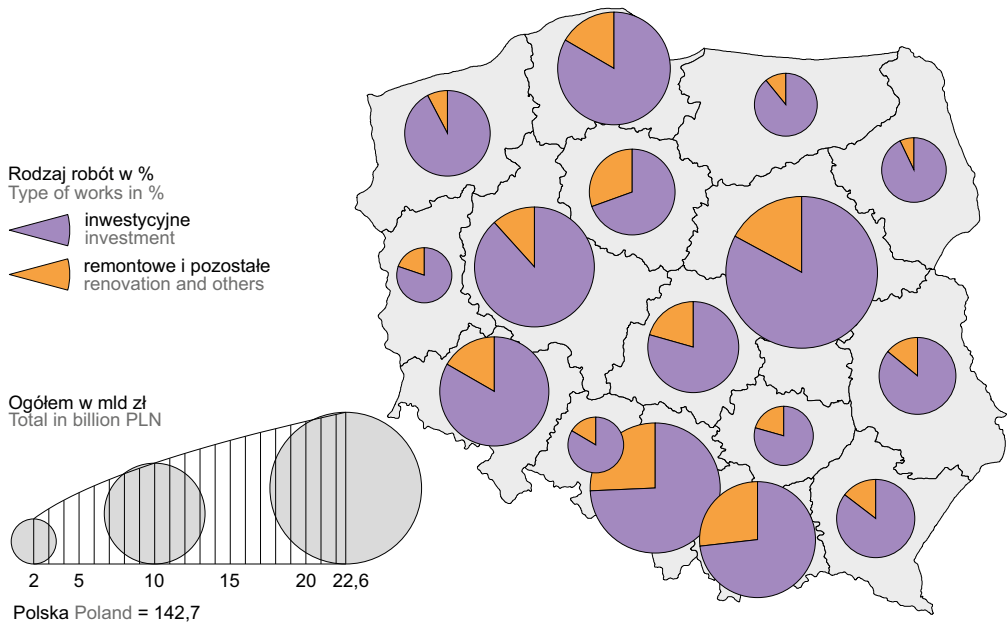 Rodzaj robót w %
Type of works in %
inwestycyjne
investment
remontowe i pozostałe
renovation and others
Ogółem w mld zł
Total in billion PLN
2 5 10 15 20 22,6
Polska Poland = 142,7